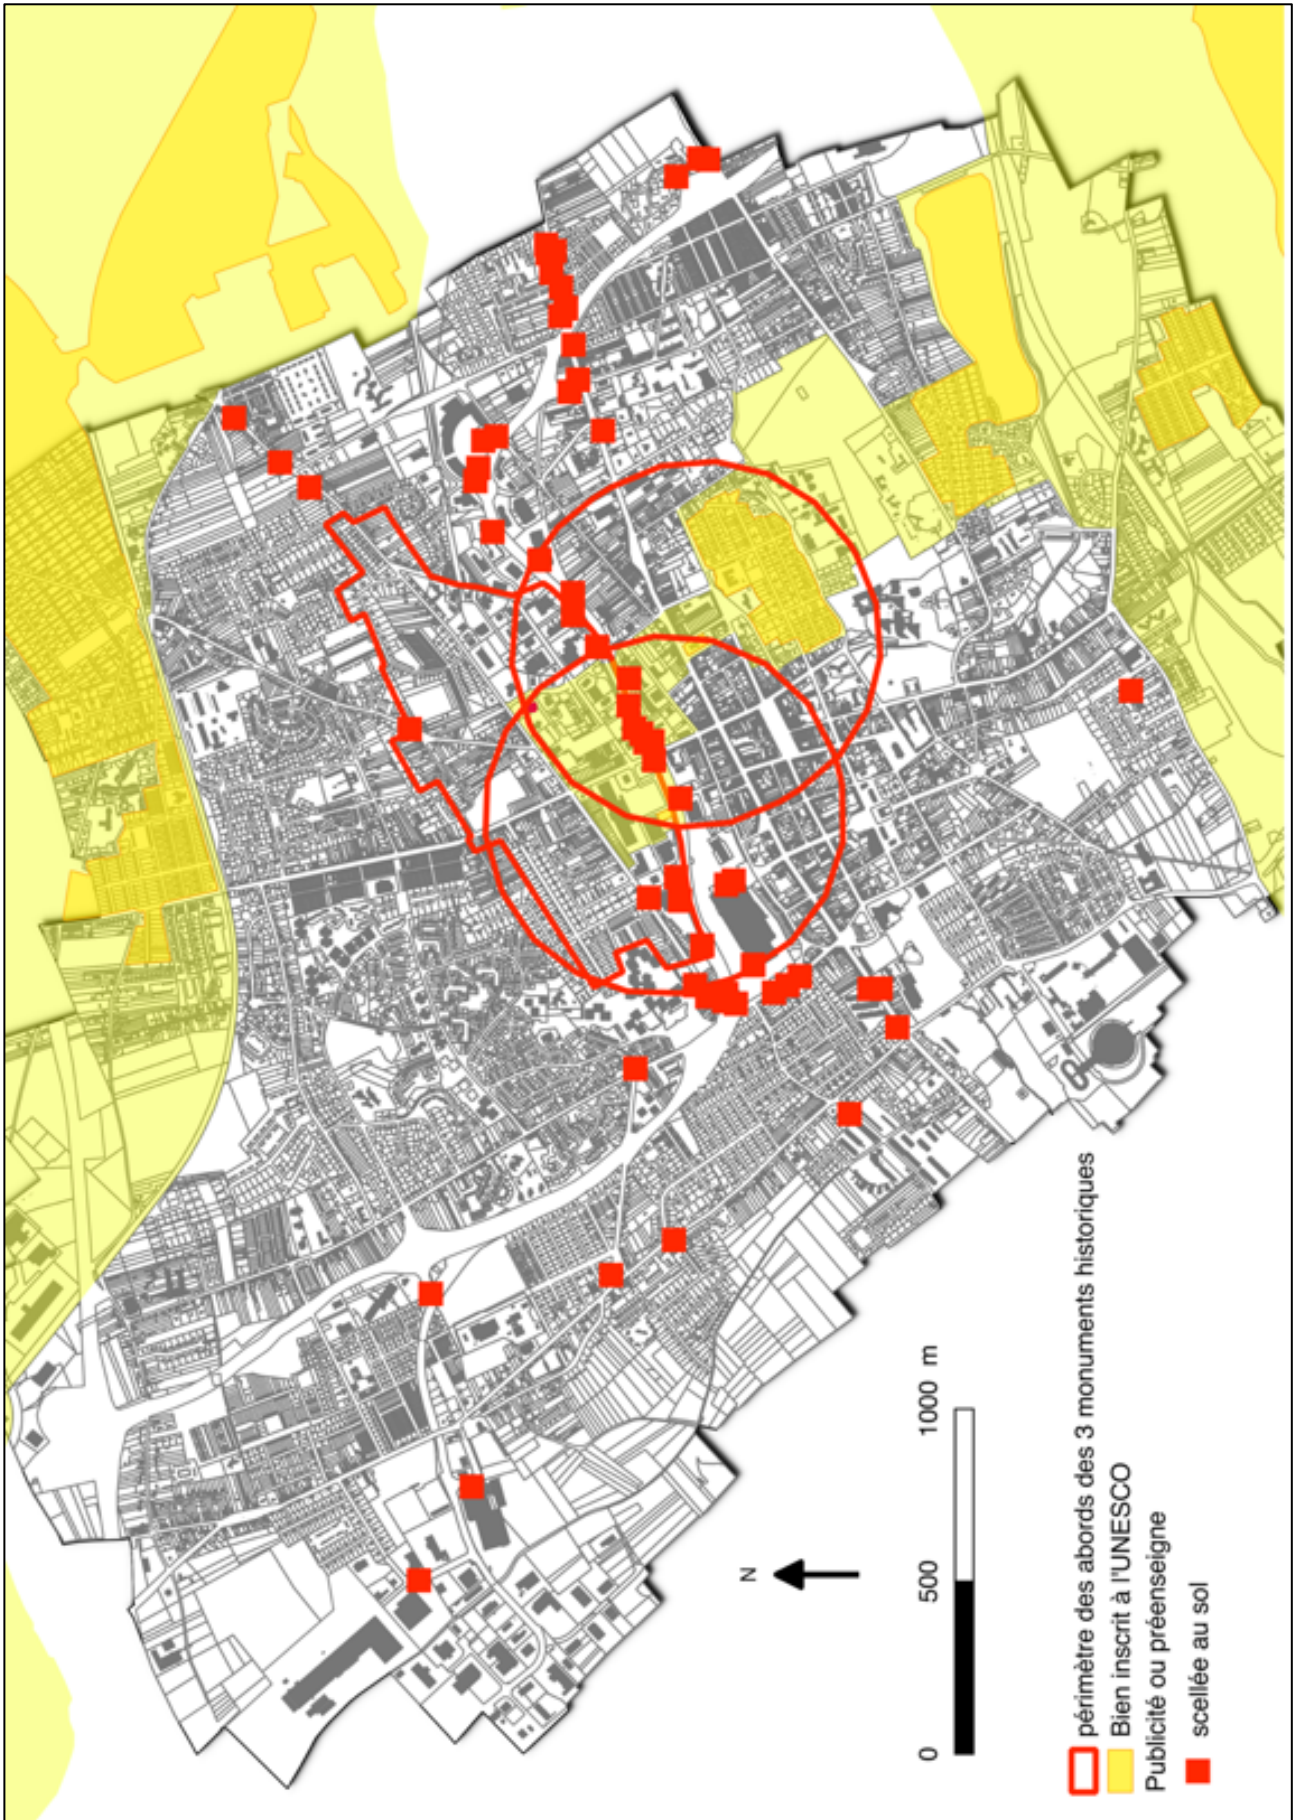 N
0 500 1000 m
périmètre des abords des 3 monuments historiques
Bien inscrit à l'UNESCO
Publicité ou préenseigne
scellée au sol